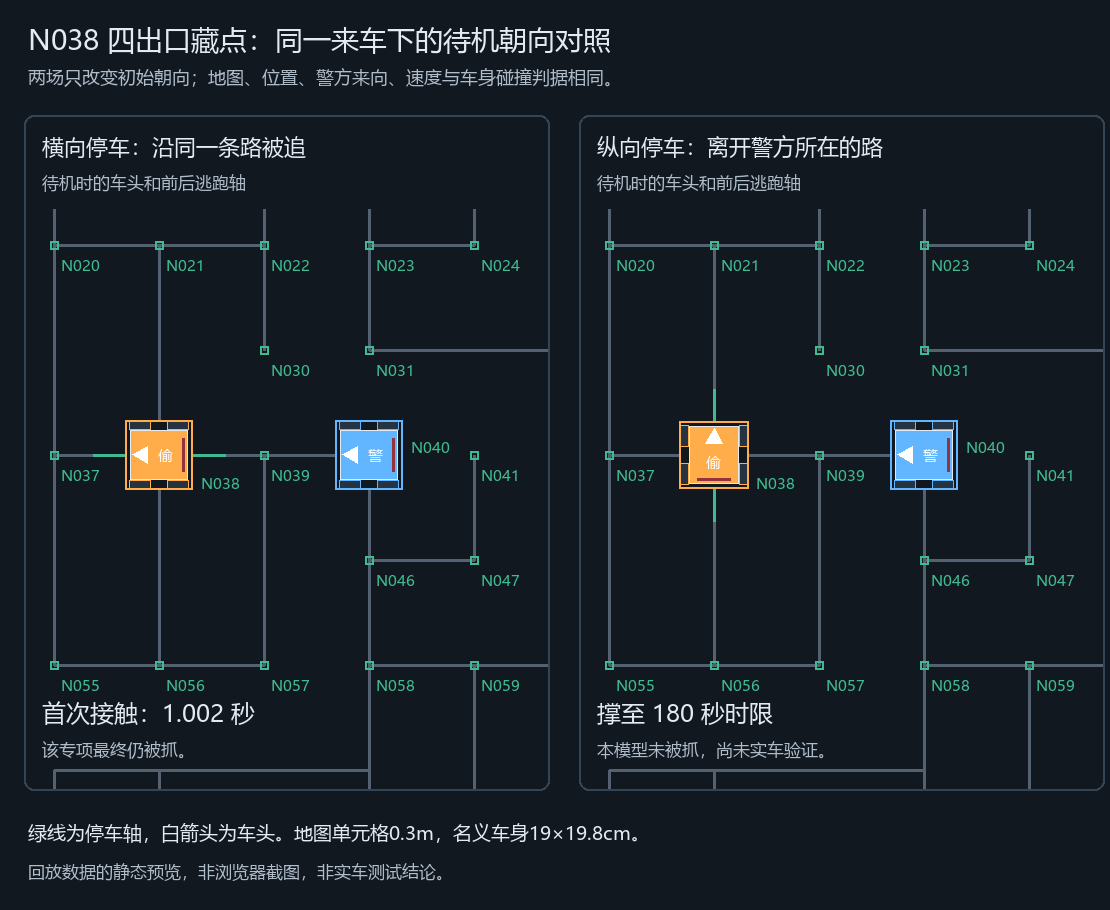 N038 四出口藏点：同一来车下的待机朝向对照
两场只改变初始朝向；地图、位置、警方来向、速度与车身碰撞判据相同。
横向停车：沿同一条路被追
待机时的车头和前后逃跑轴
N020
N021
N022
N023
N024
N030
N031
偷
警
N040
N037
N038
N039
N041
N046
N047
N055
N056
N057
N058
N059
首次接触：1.002 秒
该专项最终仍被抓。
纵向停车：离开警方所在的路
待机时的车头和前后逃跑轴
N020
N021
N022
N023
N024
N030
N031
偷
警
N040
N037
N038
N039
N041
N046
N047
N055
N056
N057
N058
N059
撑至 180 秒时限
本模型未被抓，尚未实车验证。
绿线为停车轴，白箭头为车头。地图单元格0.3m，名义车身19×19.8cm。
回放数据的静态预览，非浏览器截图，非实车测试结论。